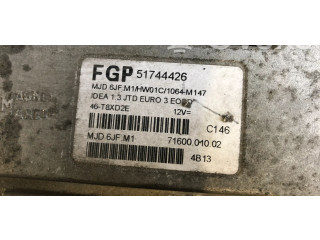 FGP 51744426
MJD 6JF.M1/HW01C/1064-M147
IDEA 1.3 JTD EURO 3 EOBD
46-T8XD2E 12V=
C146
MJD 6JF.M1 71600.010.02
4B13